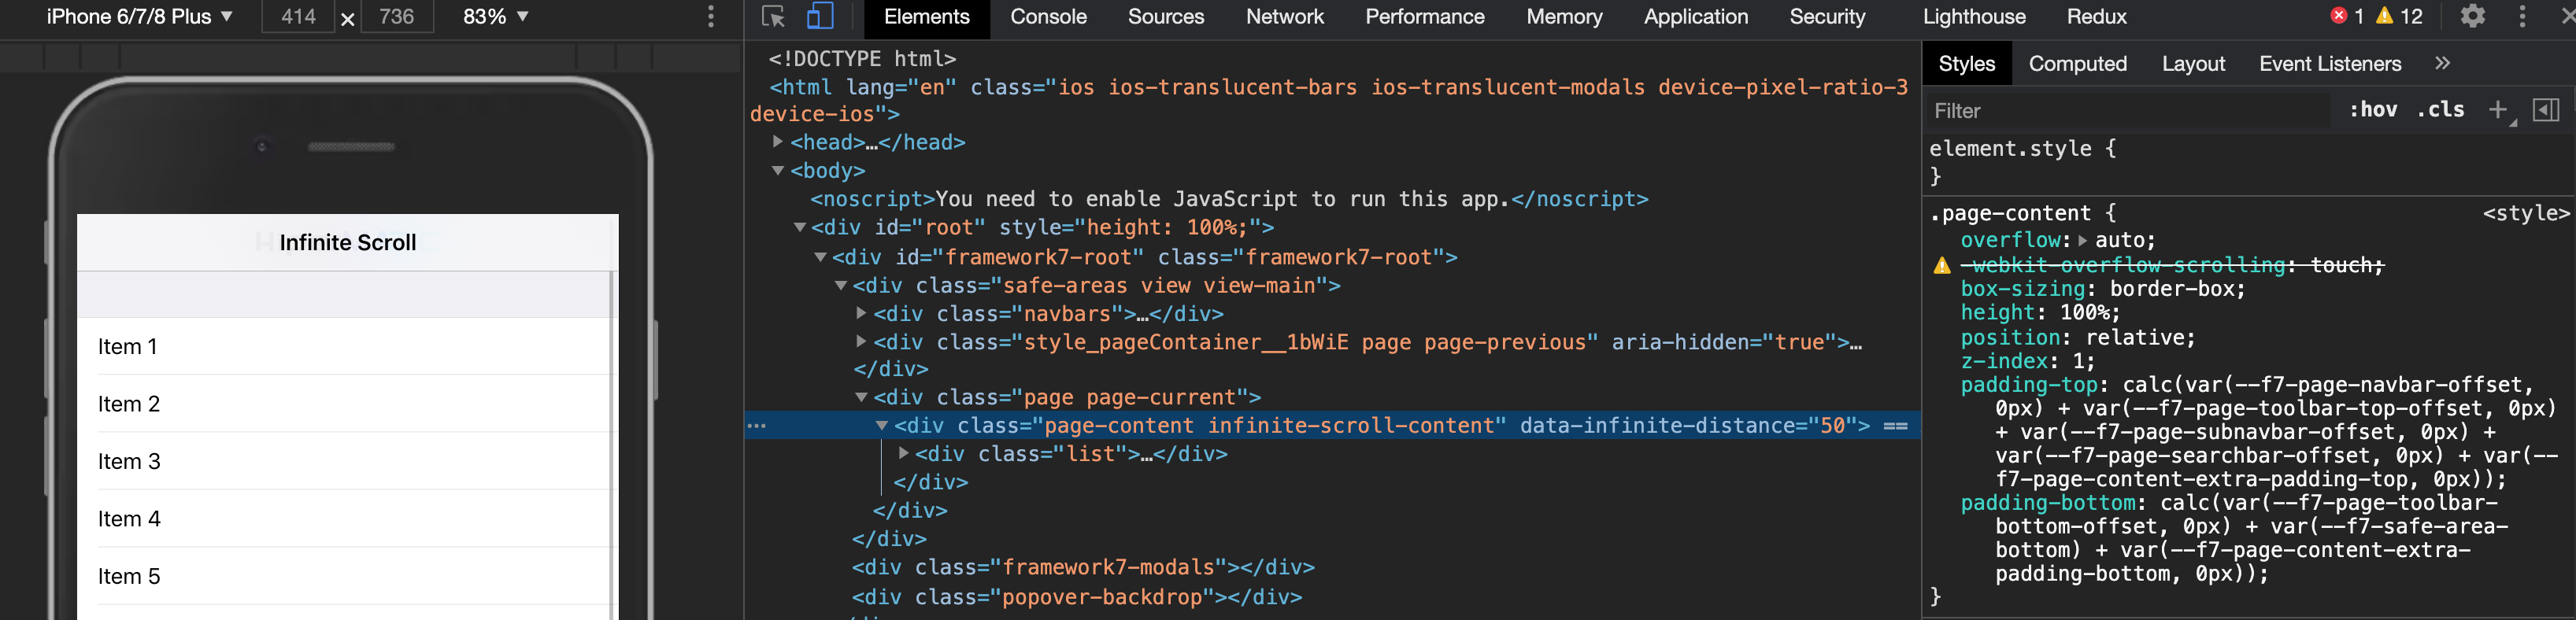 iPhone 6/7/8 Plus ▼ 414 × 736 83% ▼
Elements Console Sources Network Performance Memory Application Security Lighthouse Redux 1 12
Infinite Scroll
Item 1
Item 2
Item 3
Item 4
Item 5
<!DOCTYPE html>
<html lang="en" class="ios ios-translucent-bars ios-translucent-modals device-pixel-ratio-3
device-ios">
▶<head>…</head>
▼<body>
<noscript>You need to enable JavaScript to run this app.</noscript>
▼<div id="root" style="height: 100%;">
▼<div id="framework7-root" class="framework7-root">
▼<div class="safe-areas view view-main">
▶<div class="navbars">…</div>
▶<div class="style_pageContainer__1bWiE page page-previous" aria-hidden="true">…
</div>
▼<div class="page page-current">
… ▼<div class="page-content infinite-scroll-content" data-infinite-distance="50"> ==
▶<div class="list">…</div>
</div>
</div>
</div>
<div class="framework7-modals"></div>
<div class="popover-backdrop"></div>
Styles Computed Layout Event Listeners »
Filter :hov .cls +
element.style {
}
.page-content { <style>
overflow: ▶ auto;
-webkit-overflow-scrolling: touch;
box-sizing: border-box;
height: 100%;
position: relative;
z-index: 1;
padding-top: calc(var(--f7-page-navbar-offset,
0px) + var(--f7-page-toolbar-top-offset, 0px)
+ var(--f7-page-subnavbar-offset, 0px) +
var(--f7-page-searchbar-offset, 0px) + var(--
f7-page-content-extra-padding-top, 0px));
padding-bottom: calc(var(--f7-page-toolbar-
bottom-offset, 0px) + var(--f7-safe-area-
bottom) + var(--f7-page-content-extra-
padding-bottom, 0px));
}